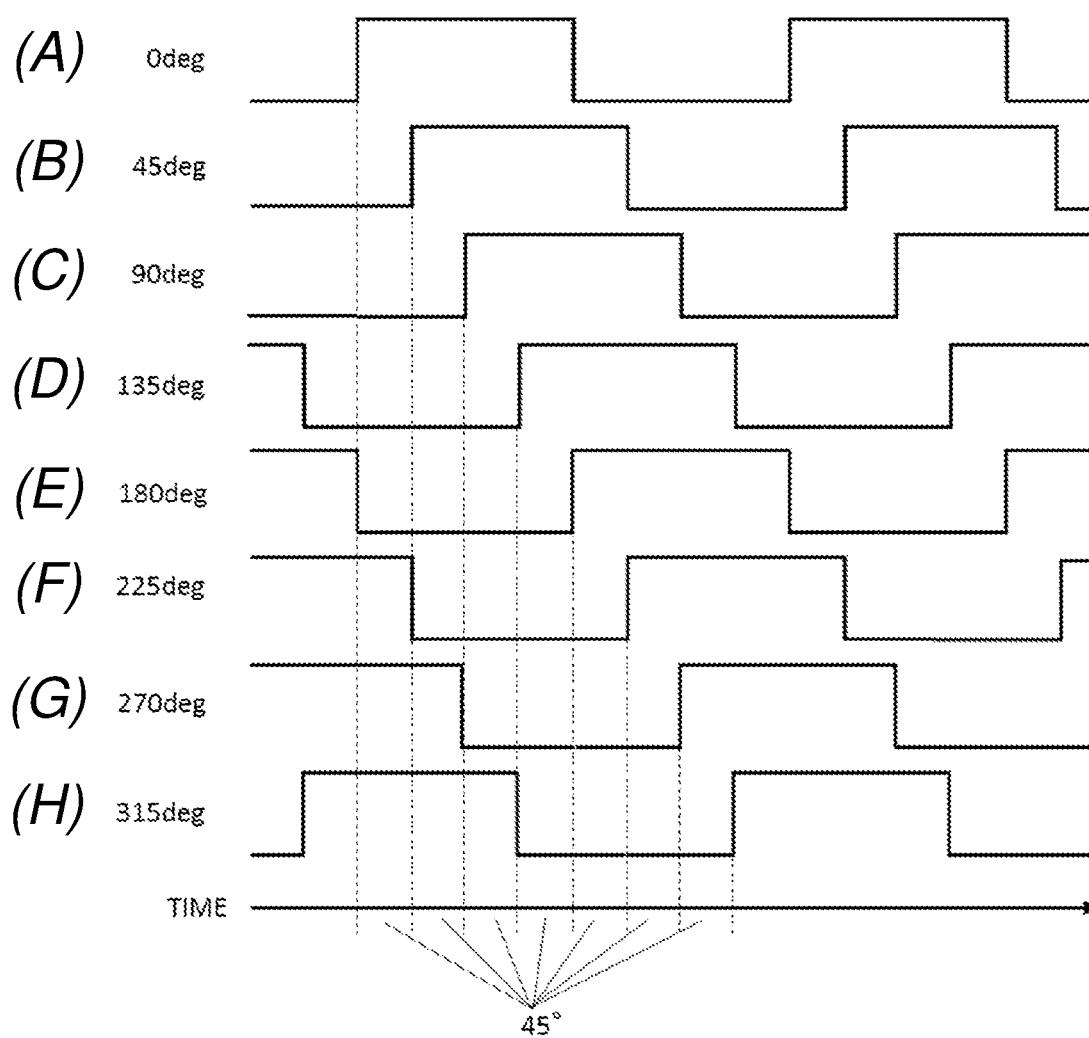 (A) 0deg
(B) 45deg
(C) 90deg
(D) 135deg
(E) 180deg
(F) 225deg
(G) 270deg
(H) 315deg
TIME
45°